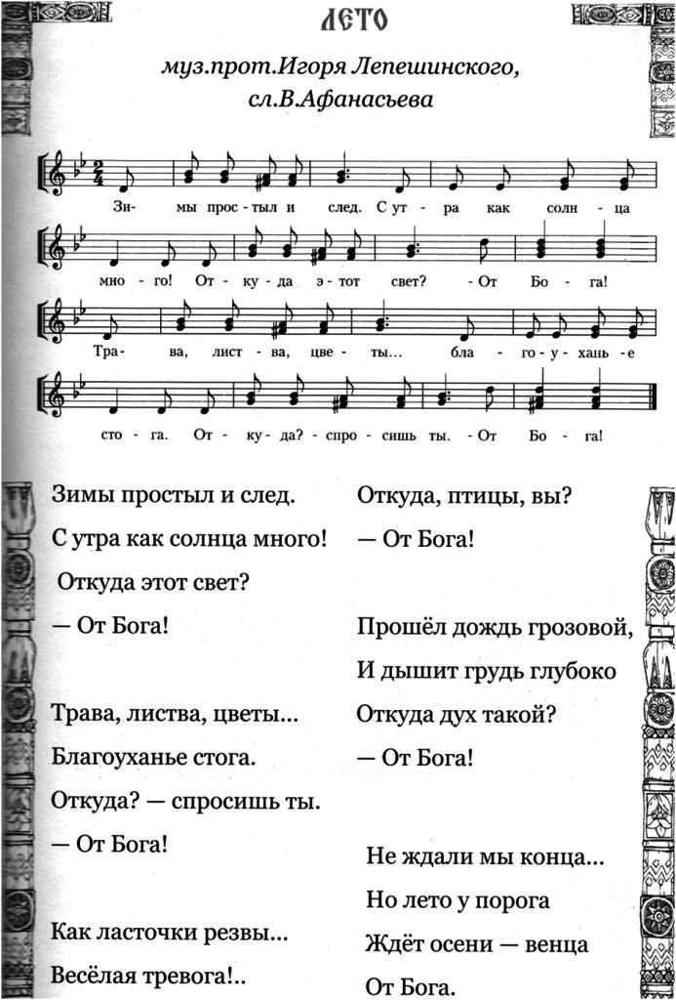 ЛЕТО
муз.прот.Игоря Лепешинского,
сл.В.Афанасьева
Зи- мы прос - тыл и след. С ут - ра как солн - ца
мно - го! От - ку - да э - тот свет? - От Бо - га!
Тра- ва, лист - ва, цве - ты... бла - го - у - хань - е
сто - га. От - ку - да? - спро - сишь ты. - От Бо - га!
Зимы простыл и след.
С утра как солнца много!
Откуда этот свет?
— От Бога!
Трава, листва, цветы...
Благоуханье стога.
Откуда? — спросишь ты.
— От Бога!
Как ласточки резвы...
Весёлая тревога!..
Откуда, птицы, вы?
— От Бога!
Прошёл дождь грозовой,
И дышит грудь глубоко
Откуда дух такой?
— От Бога!
Не ждали мы конца...
Но лето у порога
Ждёт осени — венца
От Бога.